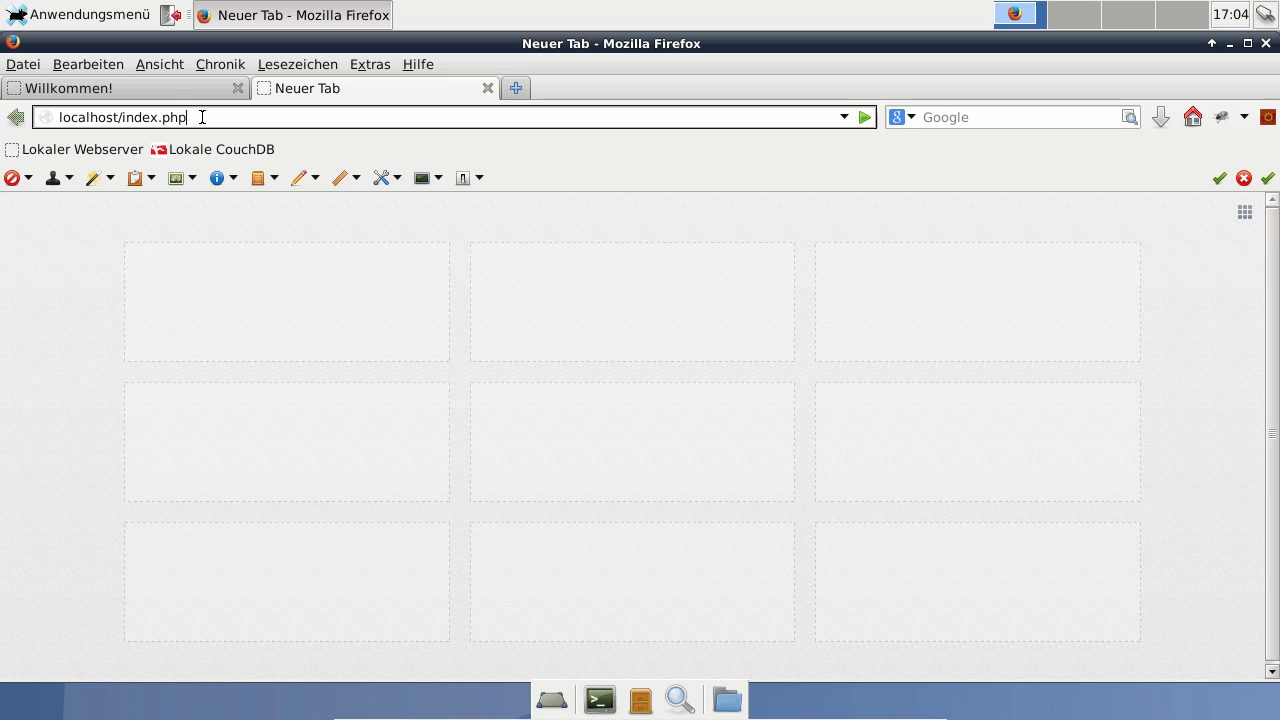 Anwendungsmenü Neuer Tab - Mozilla Firefox 17:04
Neuer Tab - Mozilla Firefox
Datei Bearbeiten Ansicht Chronik Lesezeichen Extras Hilfe
Willkommen! Neuer Tab
localhost/index.php Google
Lokaler Webserver Lokale CouchDB